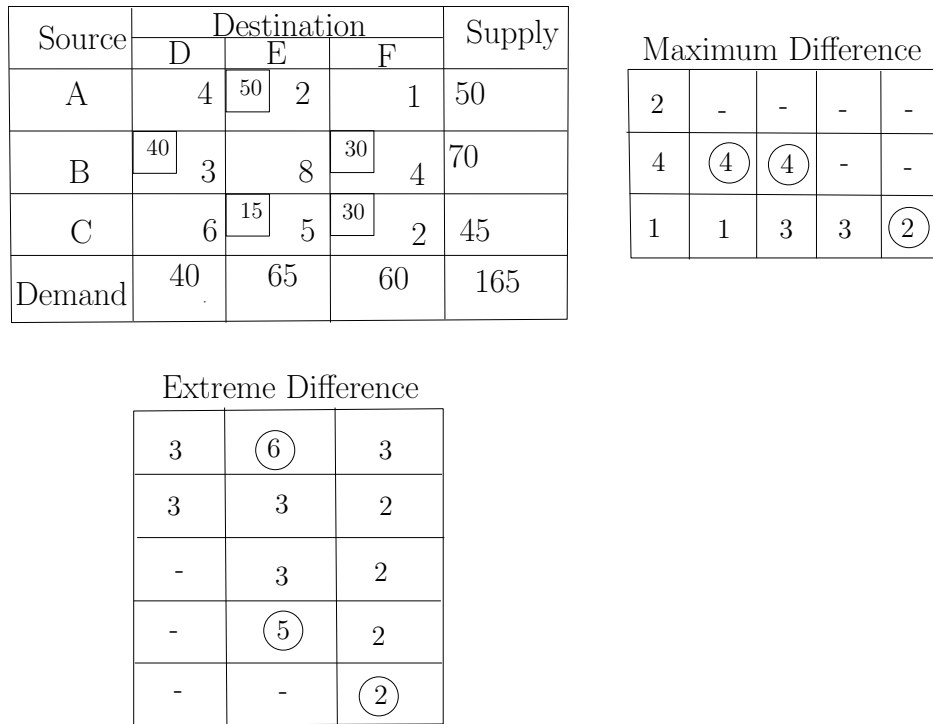 Source Destination Supply
D E F
A 4 50 2 1 50
B 40 3 8 30 4 70
C 6 15 5 30 2 45
Demand 40 65 60 165
Maximum Difference
2 - - - -
4 4 4 - -
1 1 3 3 2
Extreme Difference
3 6 3
3 3 2
- 3 2
- 5 2
- - 2